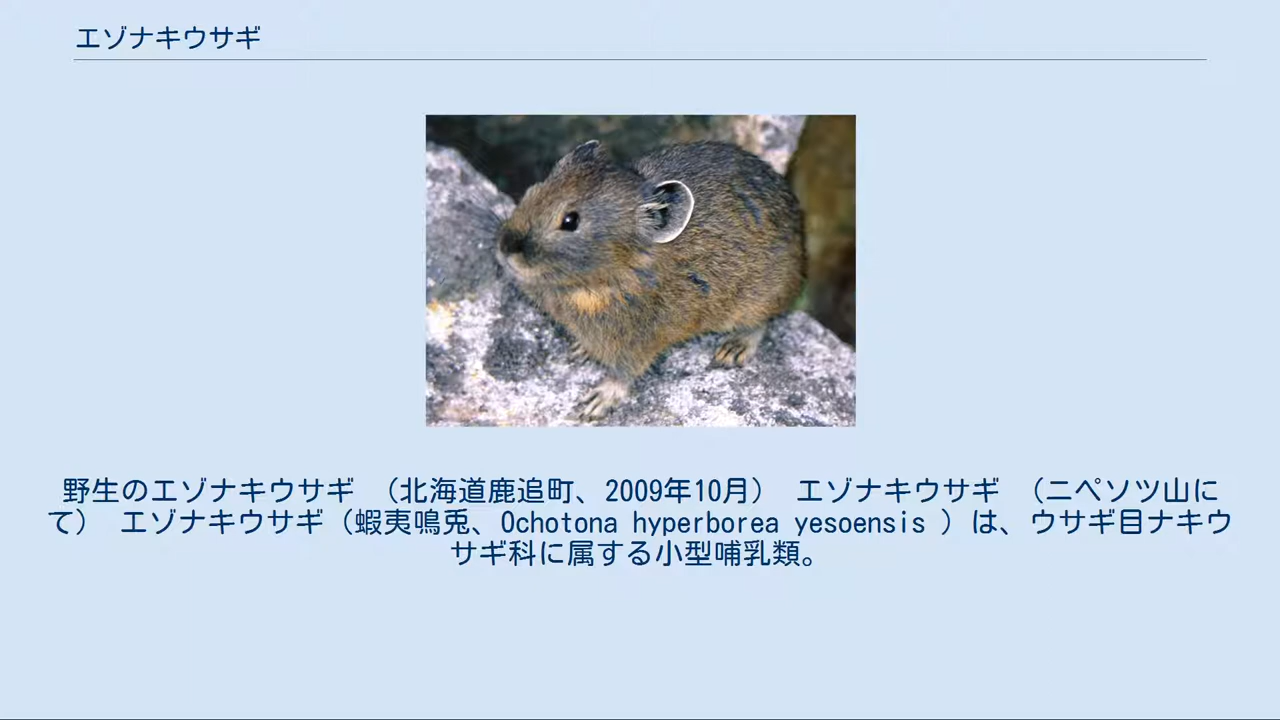 エゾナキウサギ
野生のエゾナキウサギ （北海道鹿追町、2009年10月） エゾナキウサギ （ニペソツ山に
て） エゾナキウサギ（蝦夷鳴兎、Ochotona hyperborea yesoensis ）は、ウサギ目ナキウ
サギ科に属する小型哺乳類。